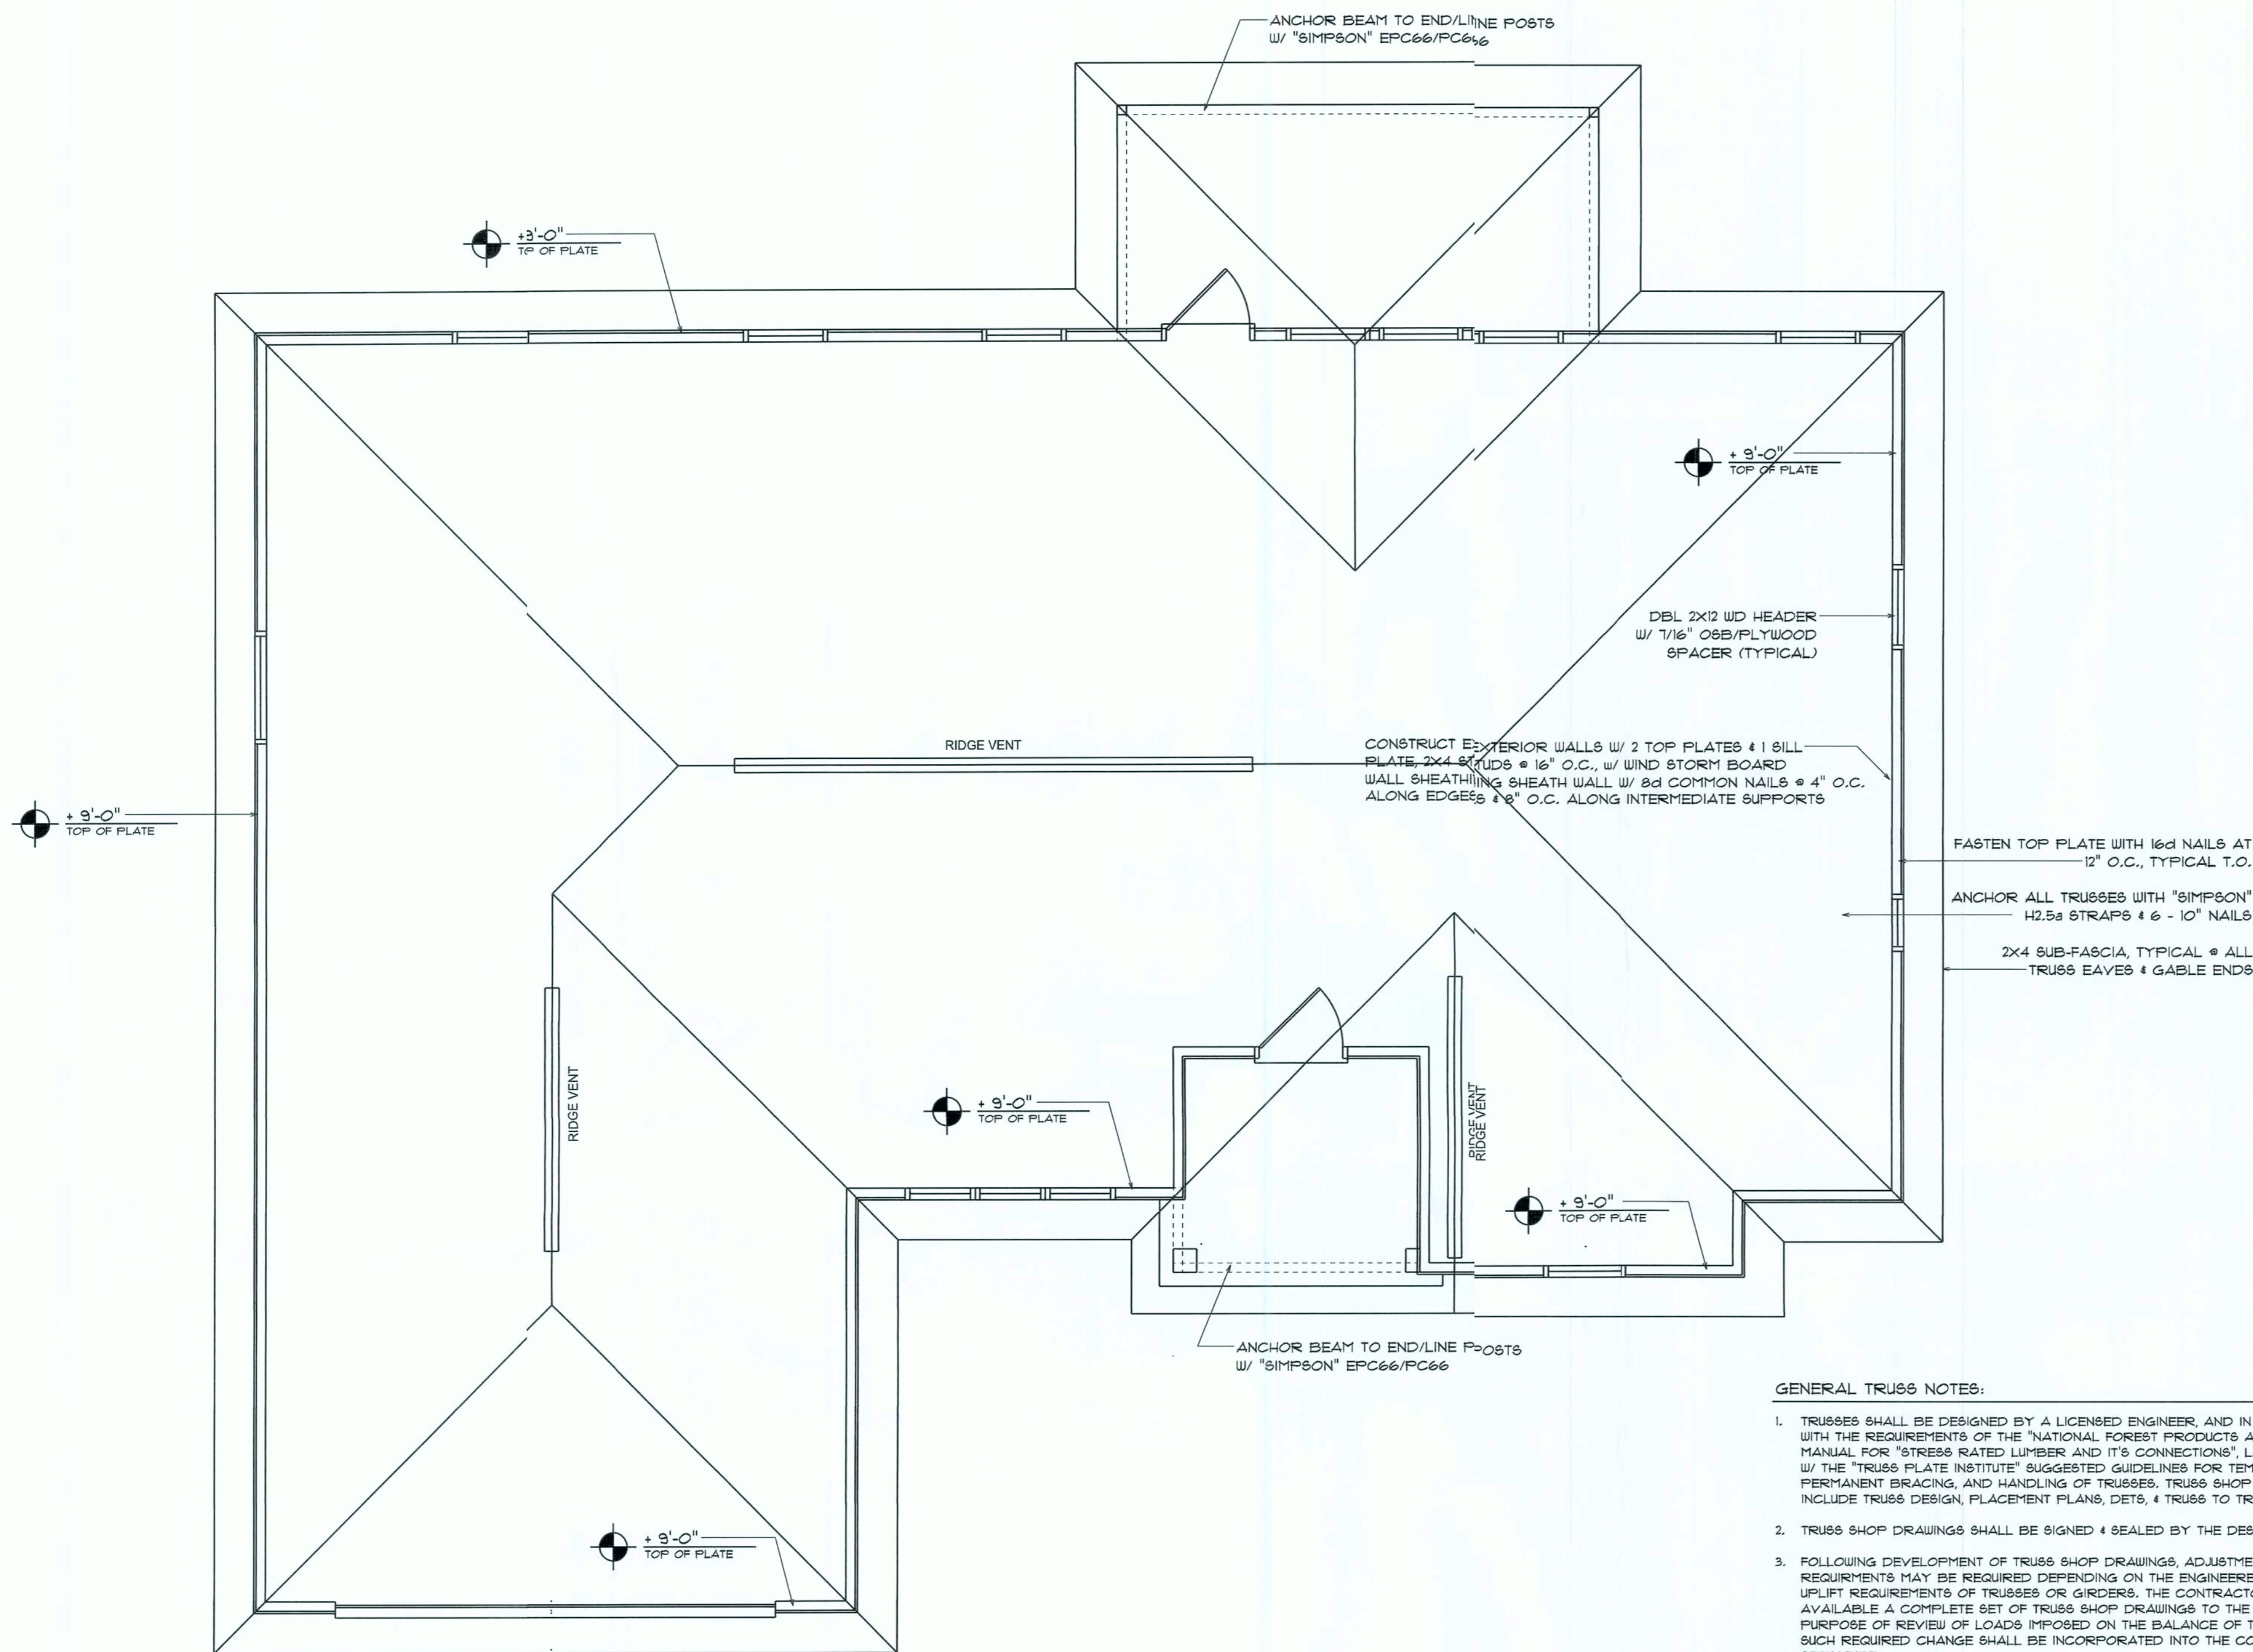 ANCHOR BEAM TO END/LINE POSTS
W/ "SIMPSON" EPC66/PC66
+9'-0"
TOP OF PLATE
+ 9'-0"
TOP OF PLATE
DBL 2X12 WD HEADER
W/ 7/16" OSB/PLYWOOD
SPACER (TYPICAL)
RIDGE VENT
CONSTRUCT EXTERIOR WALLS W/ 2 TOP PLATES & 1 SILL
PLATE, 2X4 STUDS @ 16" O.C., W/ WIND STORM BOARD
WALL SHEATHING SHEATH WALL W/ 8d COMMON NAILS @ 4" O.C.
ALONG EDGES & 8" O.C. ALONG INTERMEDIATE SUPPORTS
+ 9'-0"
TOP OF PLATE
FASTEN TOP PLATE WITH 16d NAILS AT
12" O.C., TYPICAL T.O.
ANCHOR ALL TRUSSES WITH "SIMPSON"
H2.5a STRAPS & 6 - 10" NAILS
2X4 SUB-FASCIA, TYPICAL @ ALL
TRUSS EAVES & GABLE ENDS
RIDGE VENT
RIDGE VENT
RIDGE VENT
+ 9'-0"
TOP OF PLATE
+ 9'-0"
TOP OF PLATE
ANCHOR BEAM TO END/LINE POSTS
W/ "SIMPSON" EPC66/PC66
+ 9'-0"
TOP OF PLATE
GENERAL TRUSS NOTES:
1. TRUSSES SHALL BE DESIGNED BY A LICENSED ENGINEER, AND IN
WITH THE REQUIREMENTS OF THE "NATIONAL FOREST PRODUCTS A
MANUAL FOR "STRESS RATED LUMBER AND IT'S CONNECTIONS", L
W/ THE "TRUSS PLATE INSTITUTE" SUGGESTED GUIDELINES FOR TEM
PERMANENT BRACING, AND HANDLING OF TRUSSES. TRUSS SHOP
INCLUDE TRUSS DESIGN, PLACEMENT PLANS, DETS, & TRUSS TO TR
2. TRUSS SHOP DRAWINGS SHALL BE SIGNED & SEALED BY THE DES
3. FOLLOWING DEVELOPMENT OF TRUSS SHOP DRAWINGS, ADJUSTME
REQUIRMENTS MAY BE REQUIRED DEPENDING ON THE ENGINEERE
UPLIFT REQUIREMENTS OF TRUSSES OR GIRDERS. THE CONTRACTO
AVAILABLE A COMPLETE SET OF TRUSS SHOP DRAWINGS TO THE
PURPOSE OF REVIEW OF LOADS IMPOSED ON THE BALANCE OF T
SUCH REQUIRED CHANGE SHALL BE INCORPORATED INTO THE CO